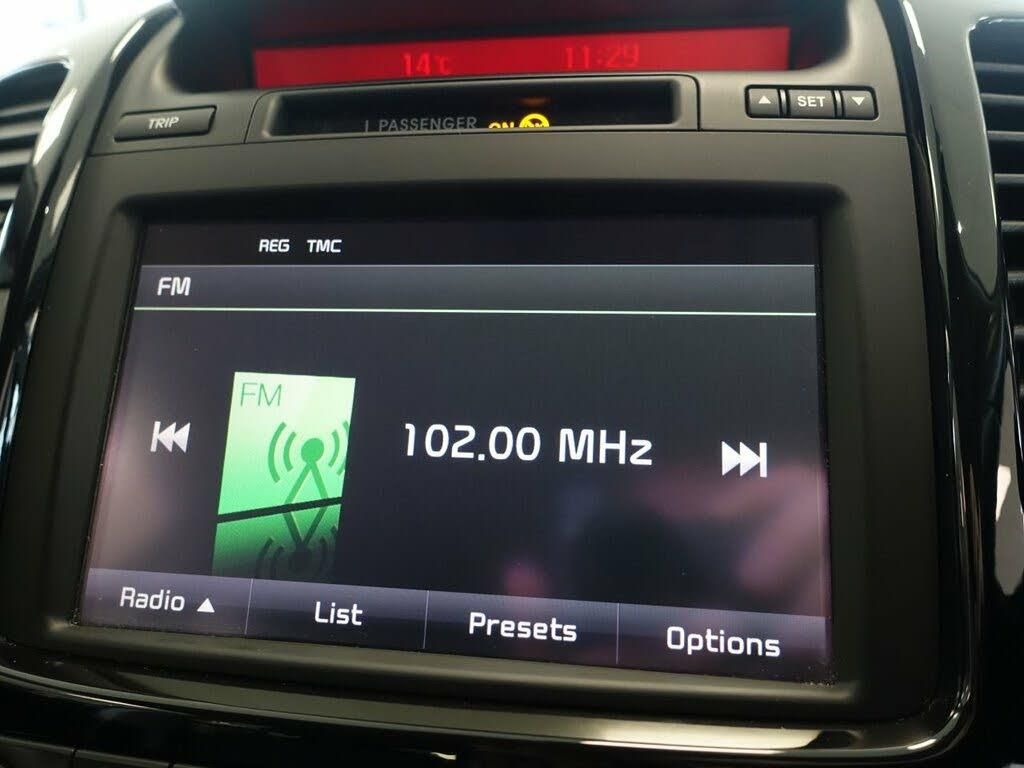 14°C 11:29
TRIP
PASSENGER
SET
REG TMC
FM
FM
102.00 MHz
Radio ▲
List
Presets
Options